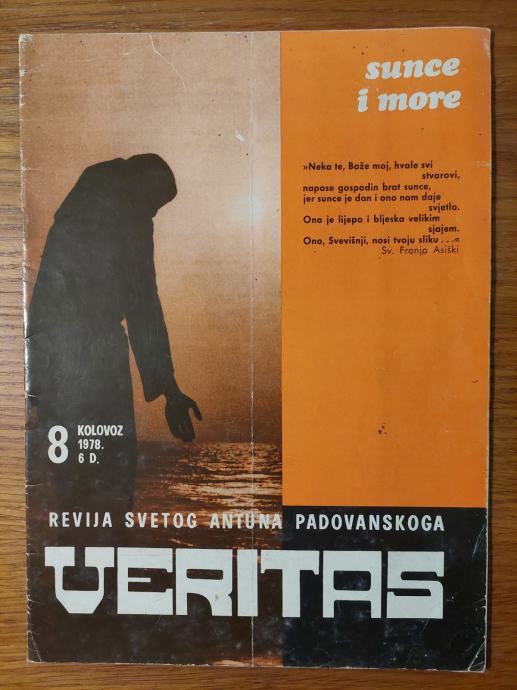 sunce
i more
»Neka te, Bože moj, hvale svi
stvorovi,
napose gospodin brat sunce,
jer sunce je dan i ono nam daje
svjetlo.
Ono je lijepo i bljeska velikim
sjajem.
Ono, Svevišnji, nosi tvoju sliku . . .«
Sv. Franjo Asiški
8 KOLOVOZ
1978.
6 D.
REVIJA SVETOG ANTUNA PADOVANSKOGA
VERITAS